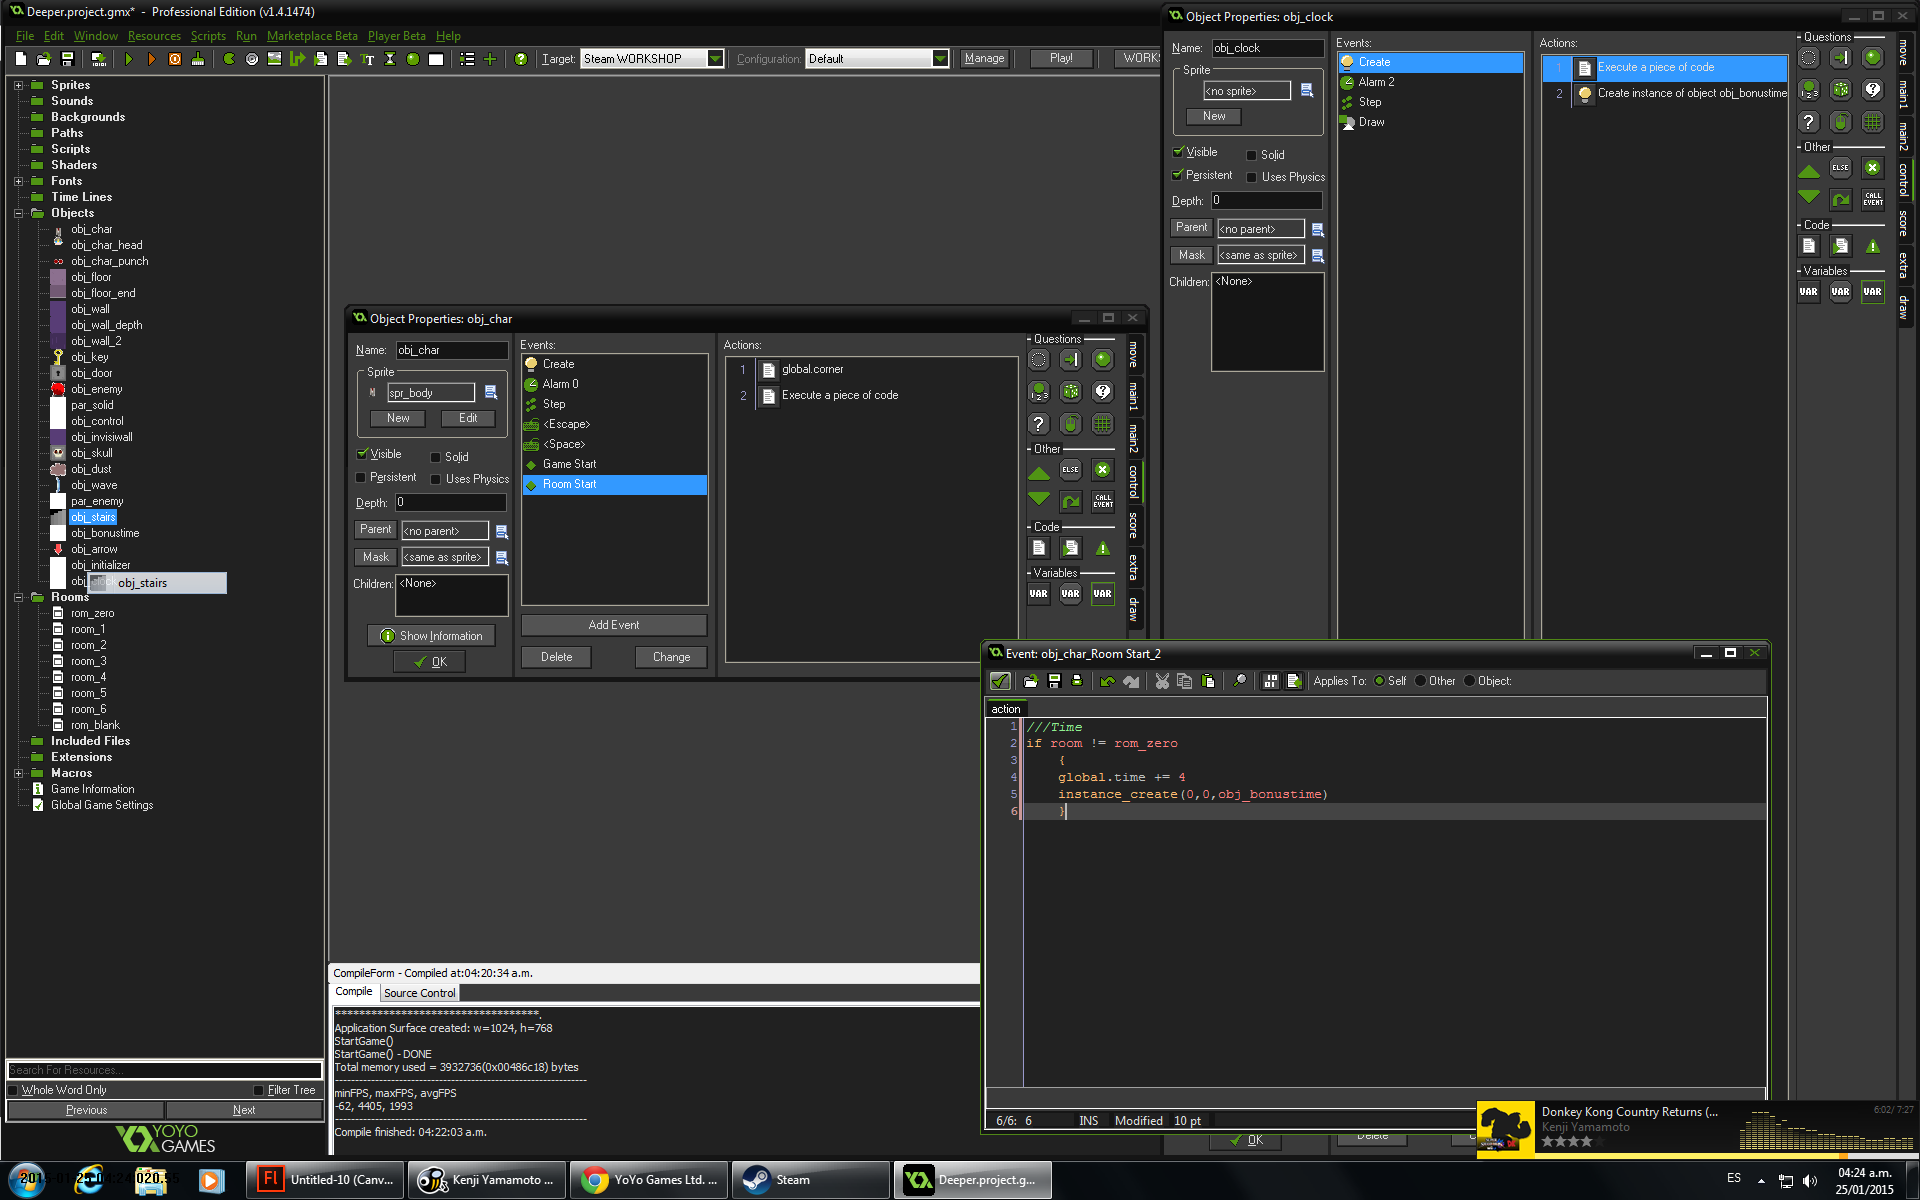 Deeper.project.gmx* - Professional Edition (v1.4.1474)
File Edit Window Resources Scripts Run Marketplace Beta Player Beta Help
Target: Steam WORKSHOP Configuration: Default Manage Play! WORK
Sprites
Sounds
Backgrounds
Paths
Scripts
Shaders
Fonts
Time Lines
Objects
obj_char
obj_char_head
obj_char_punch
obj_floor
obj_floor_end
obj_wall
obj_wall_depth
obj_wall_2
obj_key
obj_door
obj_enemy
par_solid
obj_control
obj_invisiwall
obj_skull
obj_dust
obj_wave
par_enemy
obj_stairs
obj_bonustime
obj_arrow
obj_initializer
obj_stairs
Rooms
rom_zero
room_1
room_2
room_3
room_4
room_5
room_6
rom_blank
Included Files
Extensions
Macros
Game Information
Global Game Settings
Search For Resources...
Whole Word Only Filter Tree
Previous Next
YOYO GAMES
Object Properties: obj_char
Name: obj_char
Sprite
spr_body
New Edit
Visible Solid
Persistent Uses Physics
Depth: 0
Parent <no parent>
Mask <same as sprite>
Children: <None>
Show Information
OK
Events:
Create
Alarm 0
Step
<Escape>
<Space>
Game Start
Room Start
Add Event
Delete Change
Actions:
1 global.corner
2 Execute a piece of code
Questions
Other
ELSE
CALL EVENT
Code
Variables
VAR VAR VAR
move
main1
main2
control
score
extra
draw
Object Properties: obj_clock
Name: obj_clock
Sprite
<no sprite>
New
Visible Solid
Persistent Uses Physics
Depth: 0
Parent <no parent>
Mask <same as sprite>
Children: <None>
Events:
Create
Alarm 2
Step
Draw
Actions:
1 Execute a piece of code
2 Create instance of object obj_bonustime
Questions
Other
ELSE
CALL EVENT
Code
Variables
VAR VAR VAR
move
main1
main2
control
score
extra
draw
OK Delete
Event: obj_char_Room Start_2
Applies To: Self Other Object:
action
1 ///Time
2 if room != rom_zero
3 {
4 global.time += 4
5 instance_create(0,0,obj_bonustime)
6 }
6/6: 6 INS Modified 10 pt
CompileForm - Compiled at:04:20:34 a.m.
Compile Source Control
***********************************.
Application Surface created: w=1024, h=768
StartGame()
StartGame() - DONE
Total memory used = 3932736(0x00486c18) bytes
minFPS, maxFPS, avgFPS
-62, 4405, 1993
Compile finished: 04:22:03 a.m.
Donkey Kong Country Returns (...
Kenji Yamamoto
6:02/ 7:27
Untitled-10 (Canv...
Kenji Yamamoto ...
YoYo Games Ltd. ...
Steam
Deeper.project.g...
ES
04:24 a.m.
25/01/2015